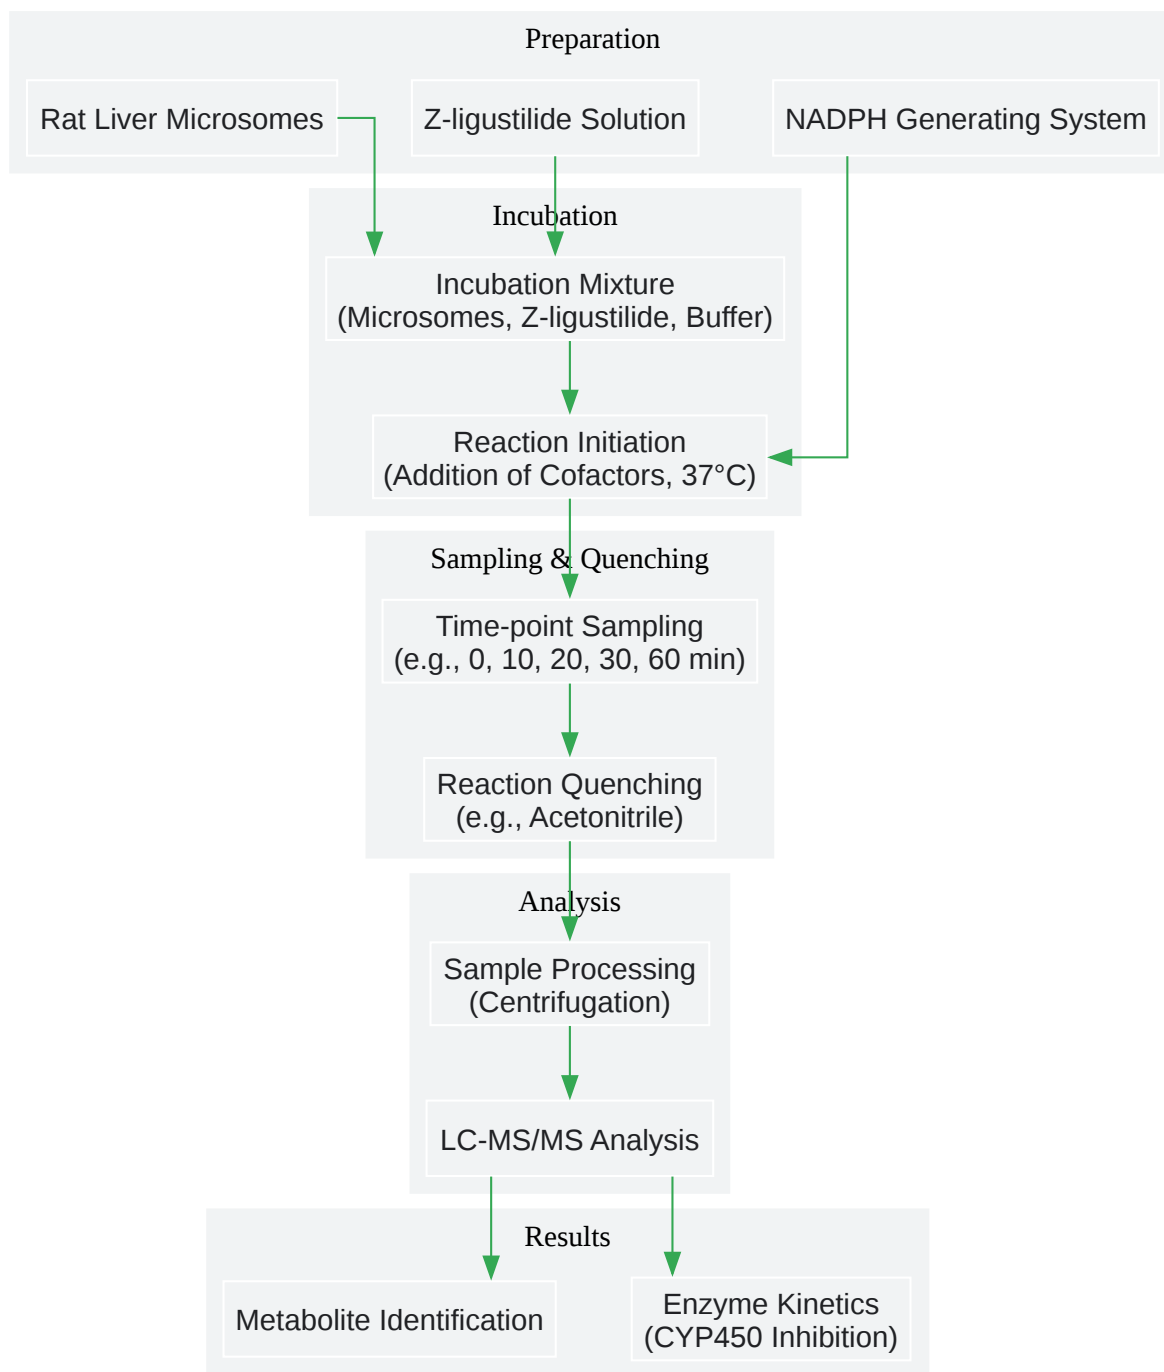 Preparation
Rat Liver Microsomes
Z-ligustilide Solution
NADPH Generating System
Incubation
Incubation Mixture
(Microsomes, Z-ligustilide, Buffer)
Reaction Initiation
(Addition of Cofactors, 37°C)
Sampling & Quenching
Time-point Sampling
(e.g., 0, 10, 20, 30, 60 min)
Reaction Quenching
(e.g., Acetonitrile)
Analysis
Sample Processing
(Centrifugation)
LC-MS/MS Analysis
Results
Metabolite Identification
Enzyme Kinetics
(CYP450 Inhibition)